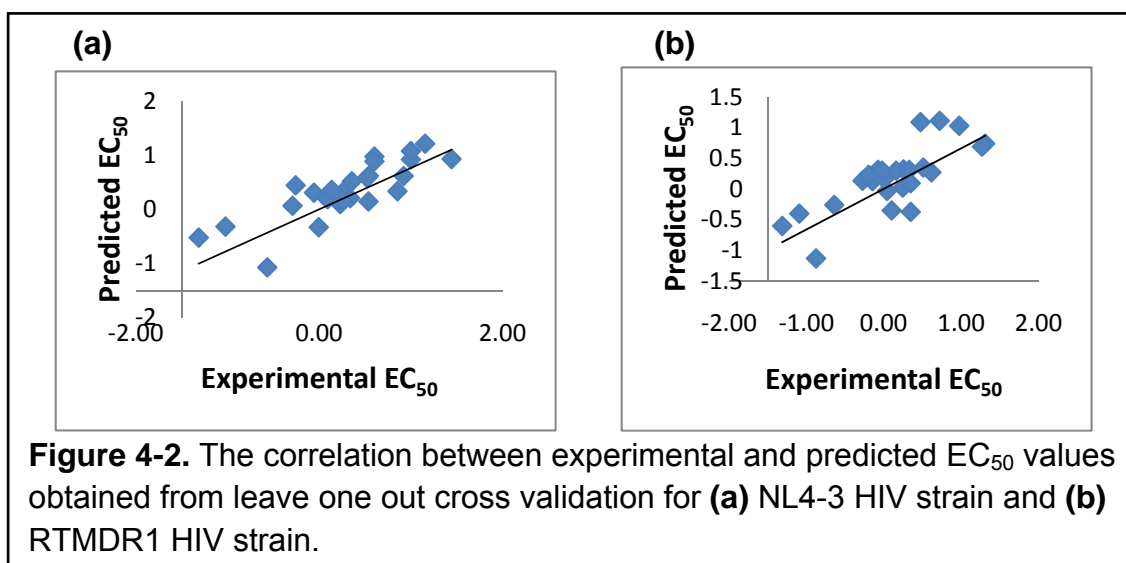 (a)
2
1
0
-1
-2
Predicted EC50
-2.00 0.00 2.00
Experimental EC50
(b)
1.5
1
0.5
0
-0.5
-1
-1.5
Predicted EC50
-2.00 -1.00 0.00 1.00 2.00
Experimental EC50
Figure 4-2. The correlation between experimental and predicted EC50 values
obtained from leave one out cross validation for (a) NL4-3 HIV strain and (b)
RTMDR1 HIV strain.